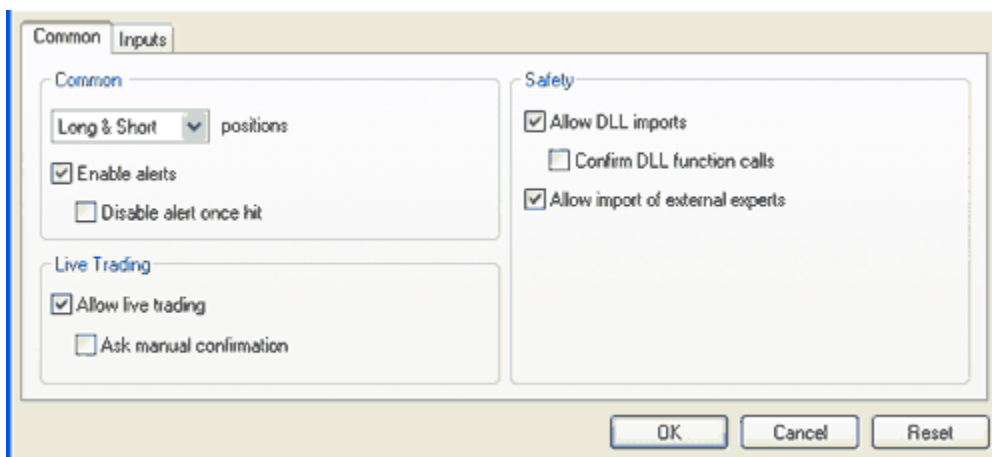 Common Inputs
Common
Long & Short positions
Enable alerts
Disable alert once hit
Live Trading
Allow live trading
Ask manual confirmation
Safety
Allow DLL imports
Confirm DLL function calls
Allow import of external experts
OK Cancel Reset